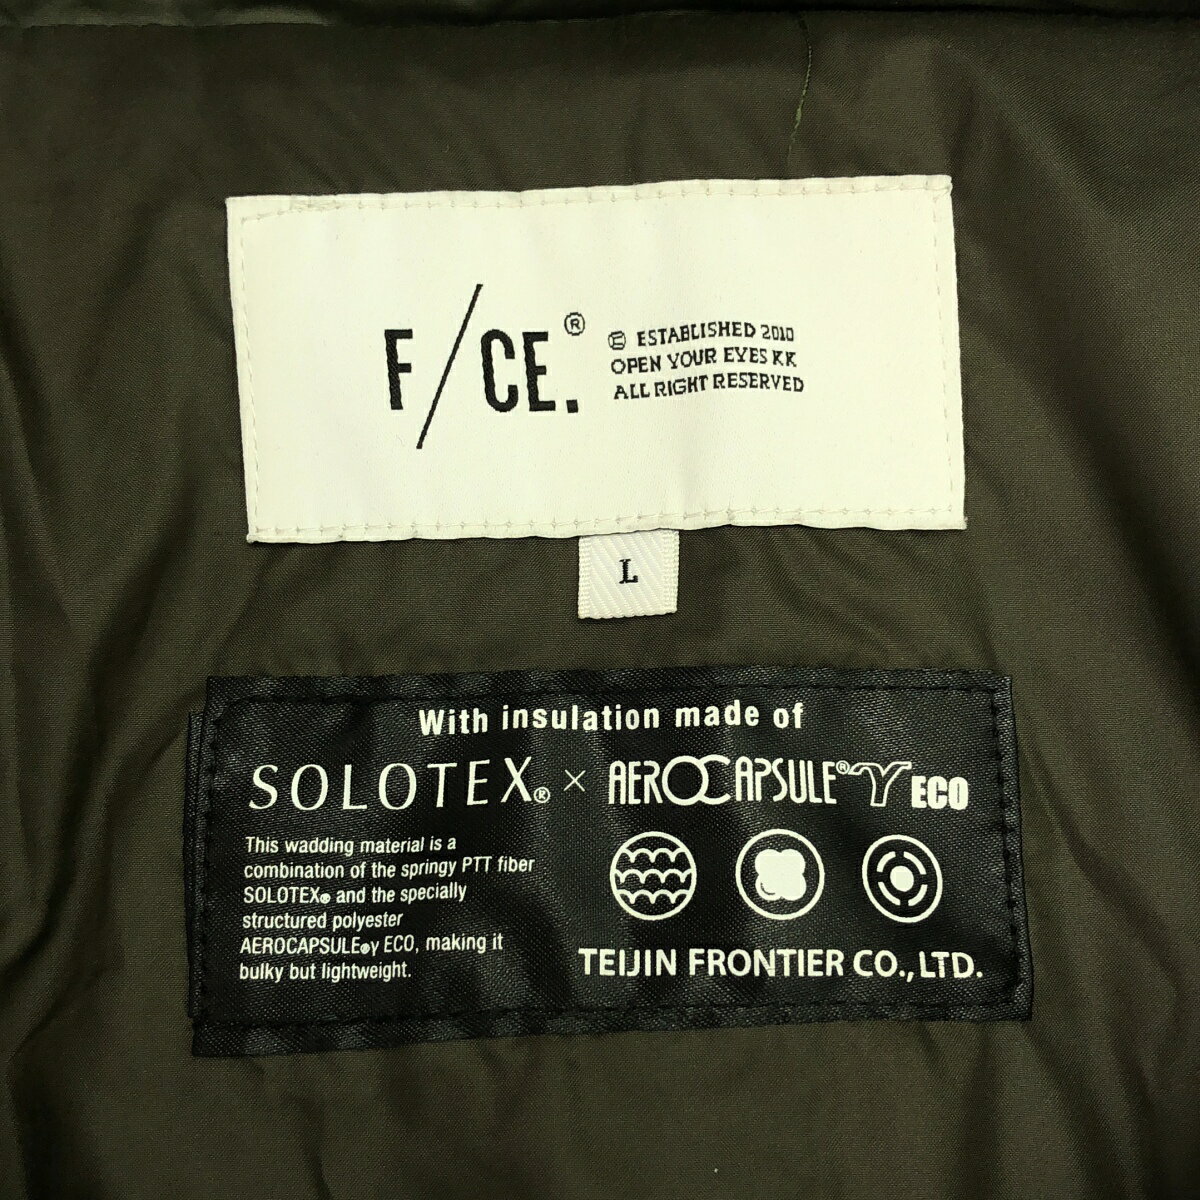 F/CE.®
Ⓤ ESTABLISHED 2010
OPEN YOUR EYES KK
ALL RIGHT RESERVED
L
With insulation made of
SOLOTEX® × AEROCAPSULE®γ ECO
This wadding material is a
combination of the springy PTT fiber
SOLOTEX® and the specially
structured polyester
AEROCAPSULE®γ ECO, making it
bulky but lightweight.
TEIJIN FRONTIER CO., LTD.